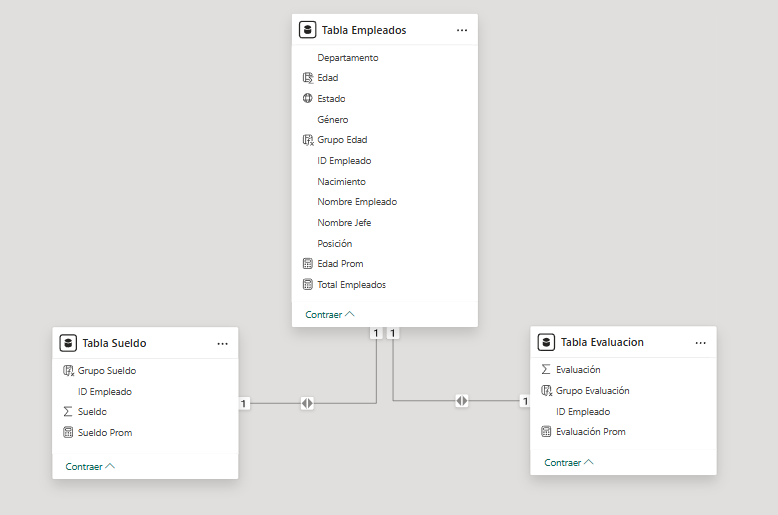 Tabla Empleados
Departamento
Edad
Estado
Género
Grupo Edad
ID Empleado
Nacimiento
Nombre Empleado
Nombre Jefe
Posición
Edad Prom
Total Empleados
Contraer
1 1
Tabla Sueldo
Grupo Sueldo
ID Empleado
Sueldo
Sueldo Prom
Contraer
1
1
Tabla Evaluacion
Evaluación
Grupo Evaluación
ID Empleado
Evaluación Prom
Contraer